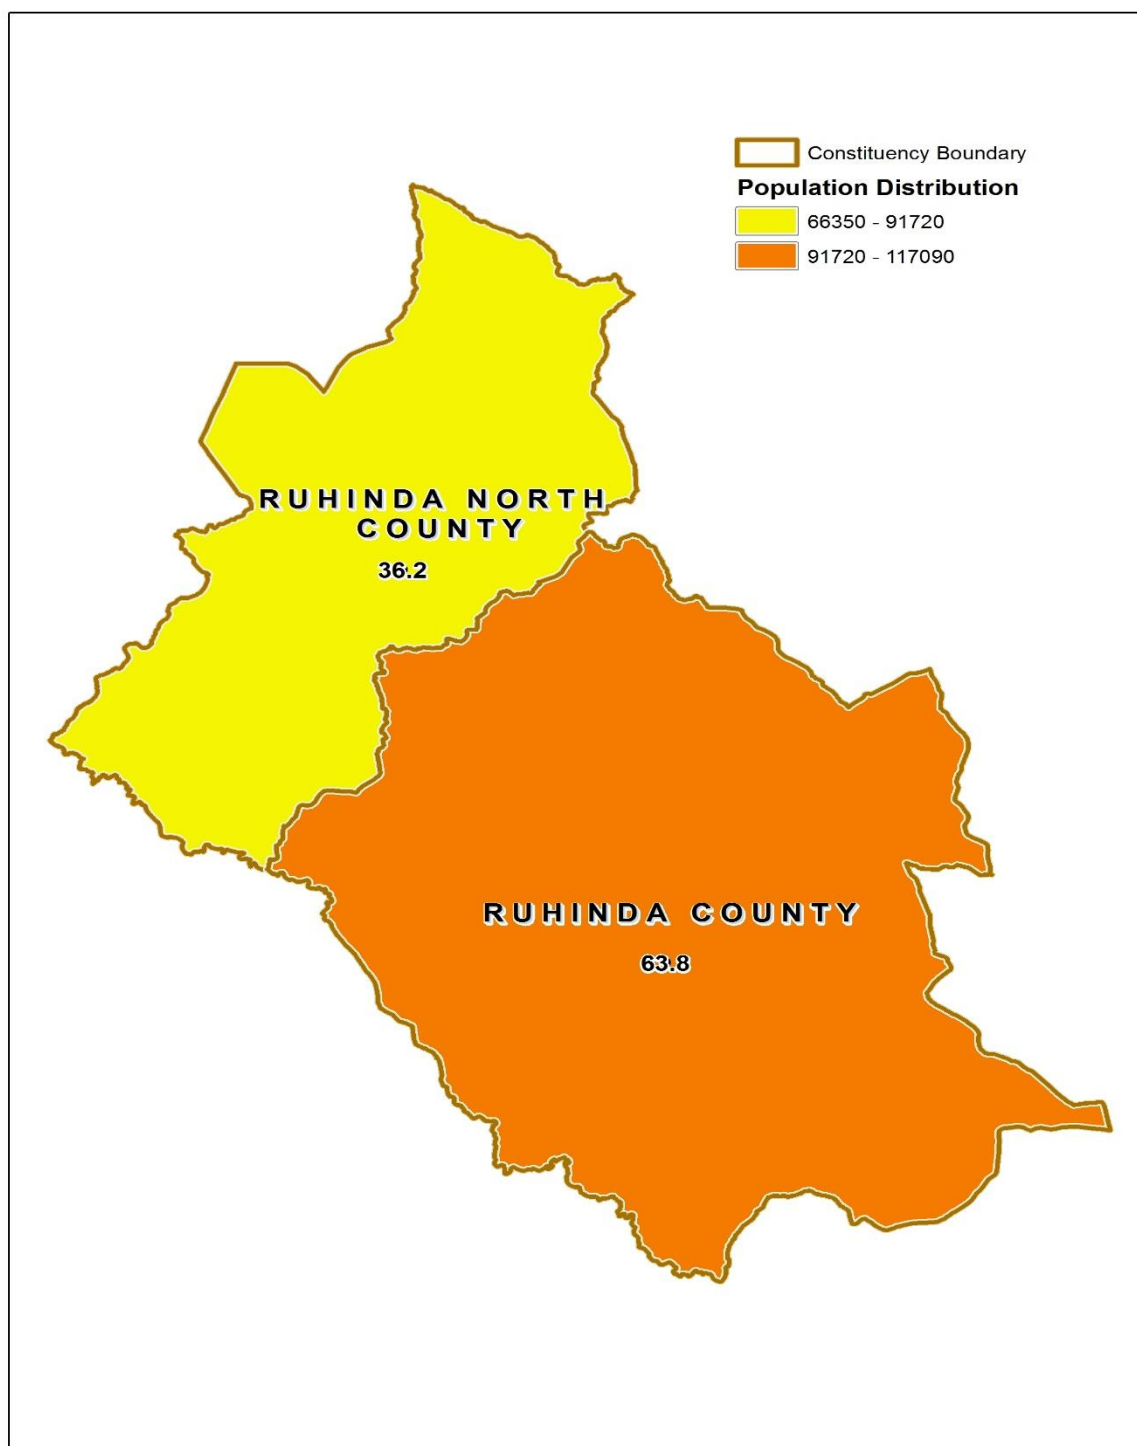 Constituency Boundary
Population Distribution
66350 - 91720
91720 - 117090
RUHINDA NORTH
COUNTY
36.2
RUHINDA COUNTY
63.8